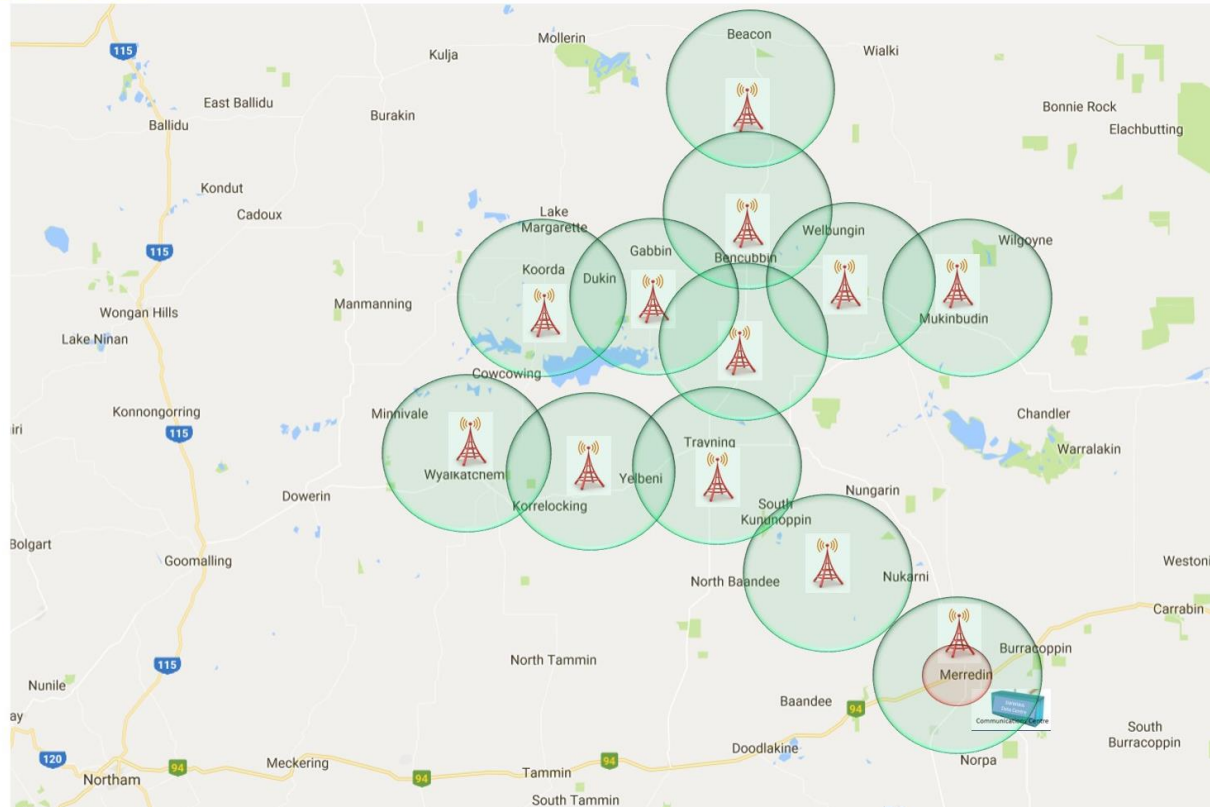 Beacon
Mollerin
Kulja
Wialki
115
East Ballidu
Burakin
Bonnie Rock
Ballidu
Elachbutting
Kondut
Cadoux
Lake
Margarette
Welbungin
Wilgoyne
115
Gabbin
Bencubbin
Koorda
Dukin
Manmanning
Wongan Hills
Mukinbudin
Lake Ninan
Cowcowing
Konnongorring
Minnivale
Chandler
iri
115
Trayning
Warralakin
Wyalkatchem
Yelbeni
Nungarin
Dowerin
Korrelocking
South
Kununoppin
Bolgart
Goomalling
Westoni
North Baandee
Nukarni
Carrabin
Burracoppin
North Tammin
115
Merredin
Nunile
Baandee
94
ay
Communications Centre
South
Burracoppin
Doodlakine
120
94
Meckering
94
Tammin
Norpa
Northam
South Tammin